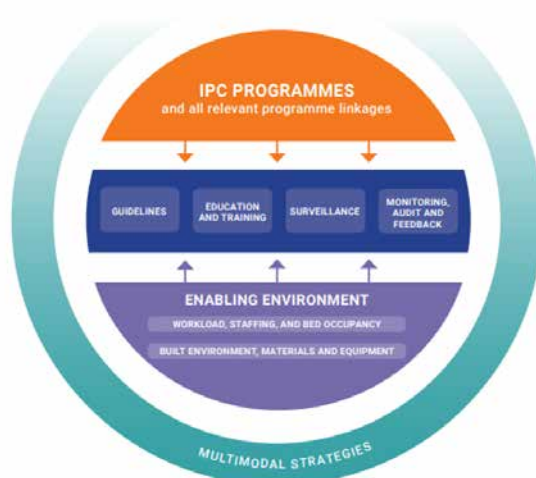 IPC PROGRAMMES
and all relevant programme linkages
GUIDELINES
EDUCATION
AND TRAINING
SURVEILLANCE
MONITORING,
AUDIT AND
FEEDBACK
ENABLING ENVIRONMENT
WORKLOAD, STAFFING, AND BED OCCUPANCY
BUILT ENVIRONMENT, MATERIALS AND EQUIPMENT
MULTIMODAL STRATEGIES